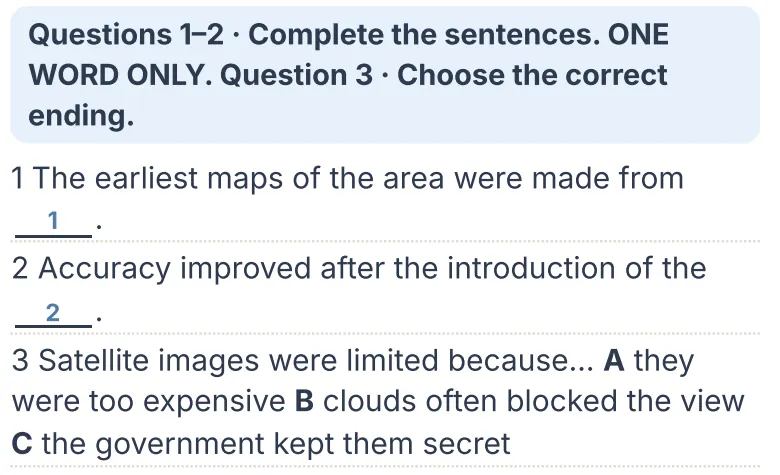 Questions 1–2 · Complete the sentences. ONE
WORD ONLY. Question 3 · Choose the correct
ending.
1 The earliest maps of the area were made from
1 .
2 Accuracy improved after the introduction of the
2 .
3 Satellite images were limited because... A they
were too expensive B clouds often blocked the view
C the government kept them secret